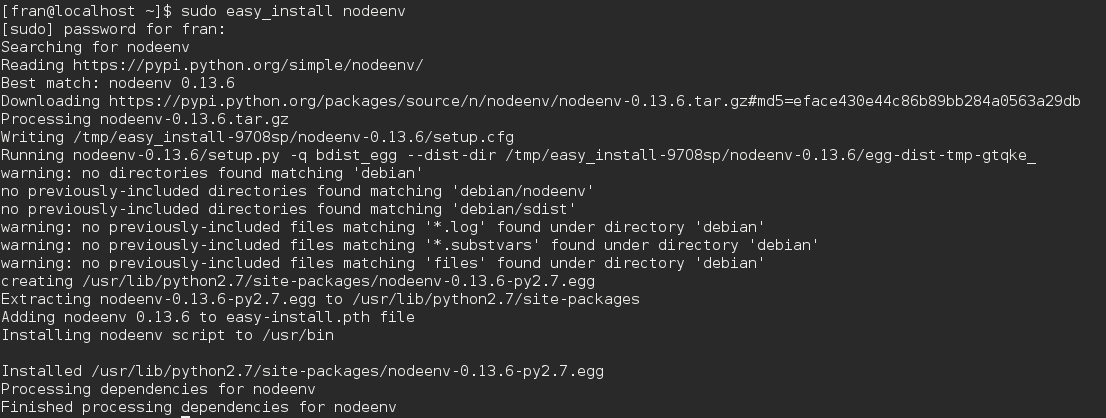 [fran@localhost ~]$ sudo easy_install nodeenv
[sudo] password for fran:
Searching for nodeenv
Reading https://pypi.python.org/simple/nodeenv/
Best match: nodeenv 0.13.6
Downloading https://pypi.python.org/packages/source/n/nodeenv/nodeenv-0.13.6.tar.gz#md5=eface430e44c86b89bb284a0563a29db
Processing nodeenv-0.13.6.tar.gz
Writing /tmp/easy_install-9708sp/nodeenv-0.13.6/setup.cfg
Running nodeenv-0.13.6/setup.py -q bdist_egg --dist-dir /tmp/easy_install-9708sp/nodeenv-0.13.6/egg-dist-tmp-gtqke_
warning: no directories found matching 'debian'
no previously-included directories found matching 'debian/nodeenv'
no previously-included directories found matching 'debian/sdist'
warning: no previously-included files matching '*.log' found under directory 'debian'
warning: no previously-included files matching '*.substvars' found under directory 'debian'
warning: no previously-included files matching 'files' found under directory 'debian'
creating /usr/lib/python2.7/site-packages/nodeenv-0.13.6-py2.7.egg
Extracting nodeenv-0.13.6-py2.7.egg to /usr/lib/python2.7/site-packages
Adding nodeenv 0.13.6 to easy-install.pth file
Installing nodeenv script to /usr/bin

Installed /usr/lib/python2.7/site-packages/nodeenv-0.13.6-py2.7.egg
Processing dependencies for nodeenv
Finished processing dependencies for nodeenv